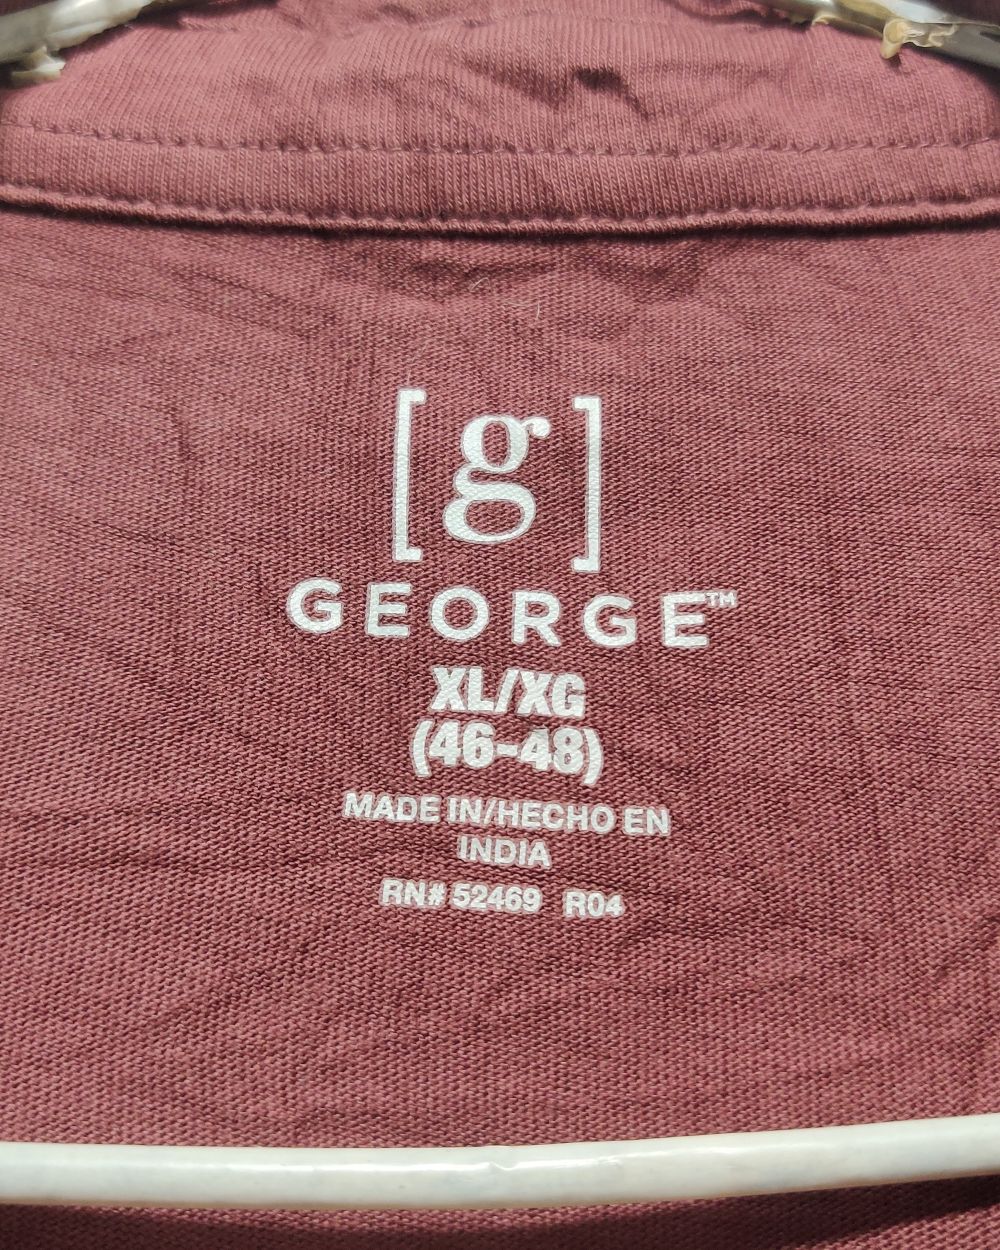 [g]
GEORGE™
XL/XG
(46-48)
MADE IN/HECHO EN
INDIA
RN# 52469 R04